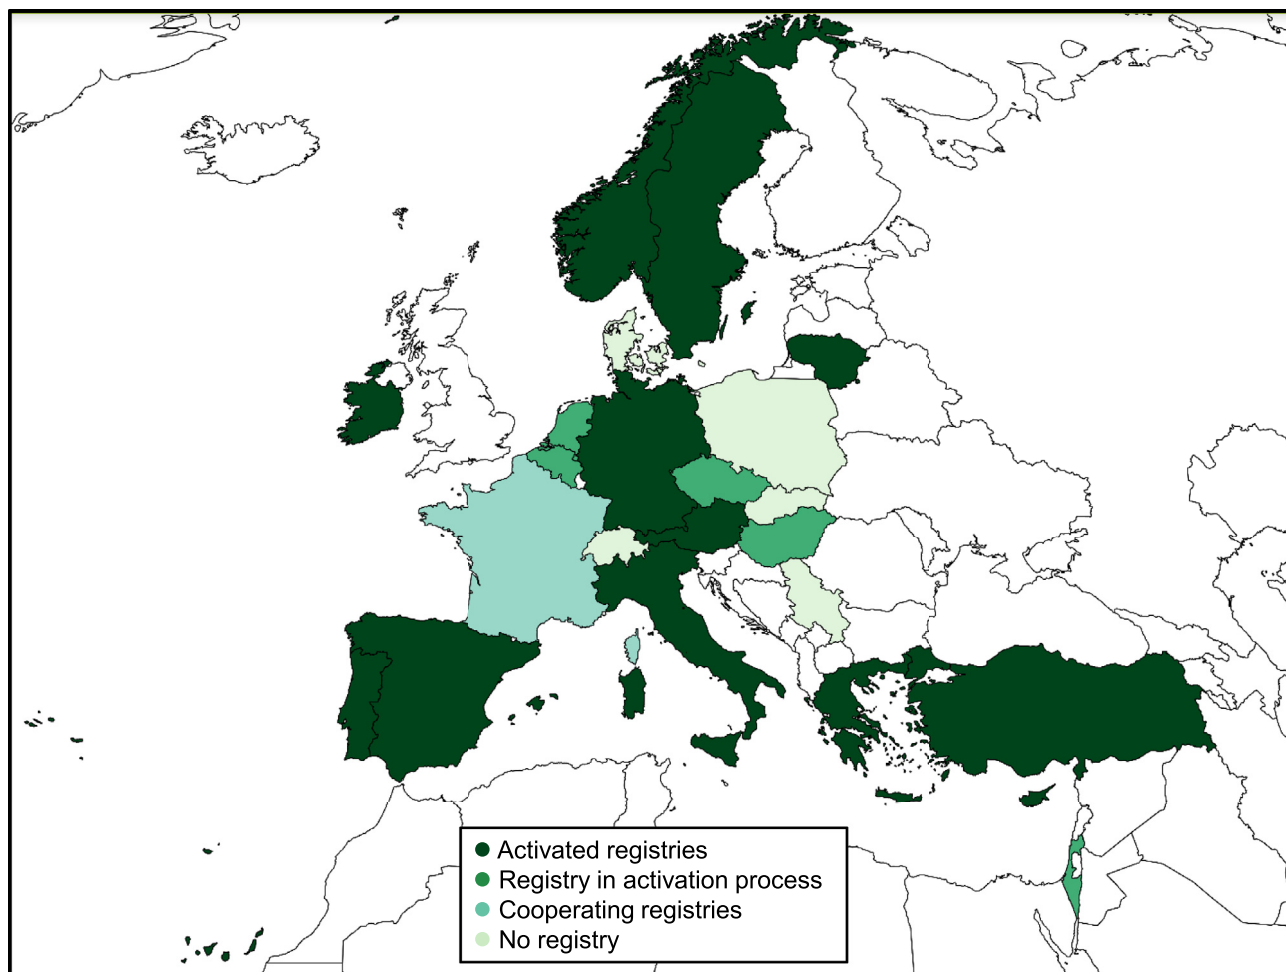 Activated registries
Registry in activation process
Cooperating registries
No registry